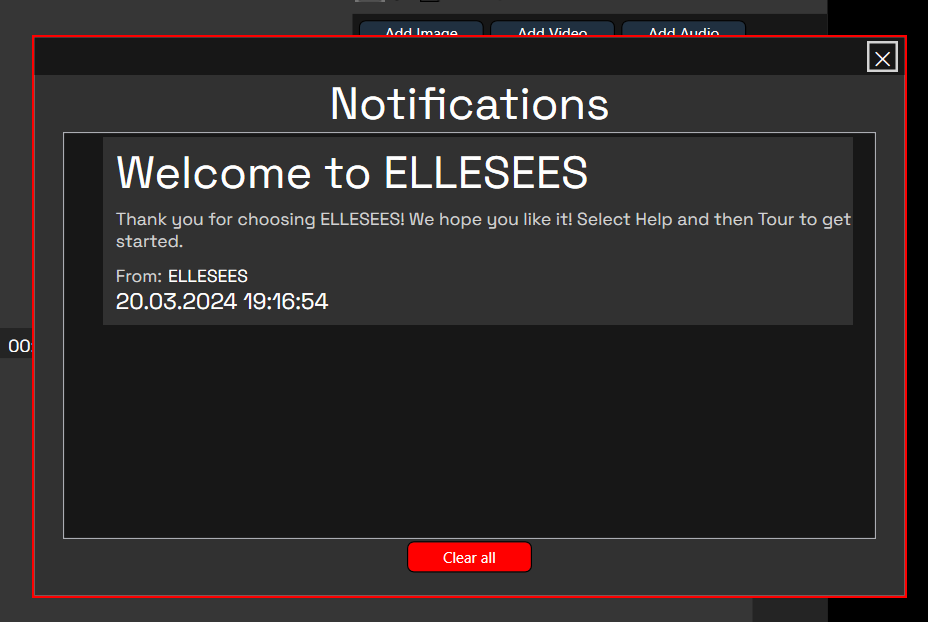 Add Image Add Video Add Audio
Notifications
Welcome to ELLESEES
Thank you for choosing ELLESEES! We hope you like it! Select Help and then Tour to get
started.
From: ELLESEES
20.03.2024 19:16:54
00:
Clear all